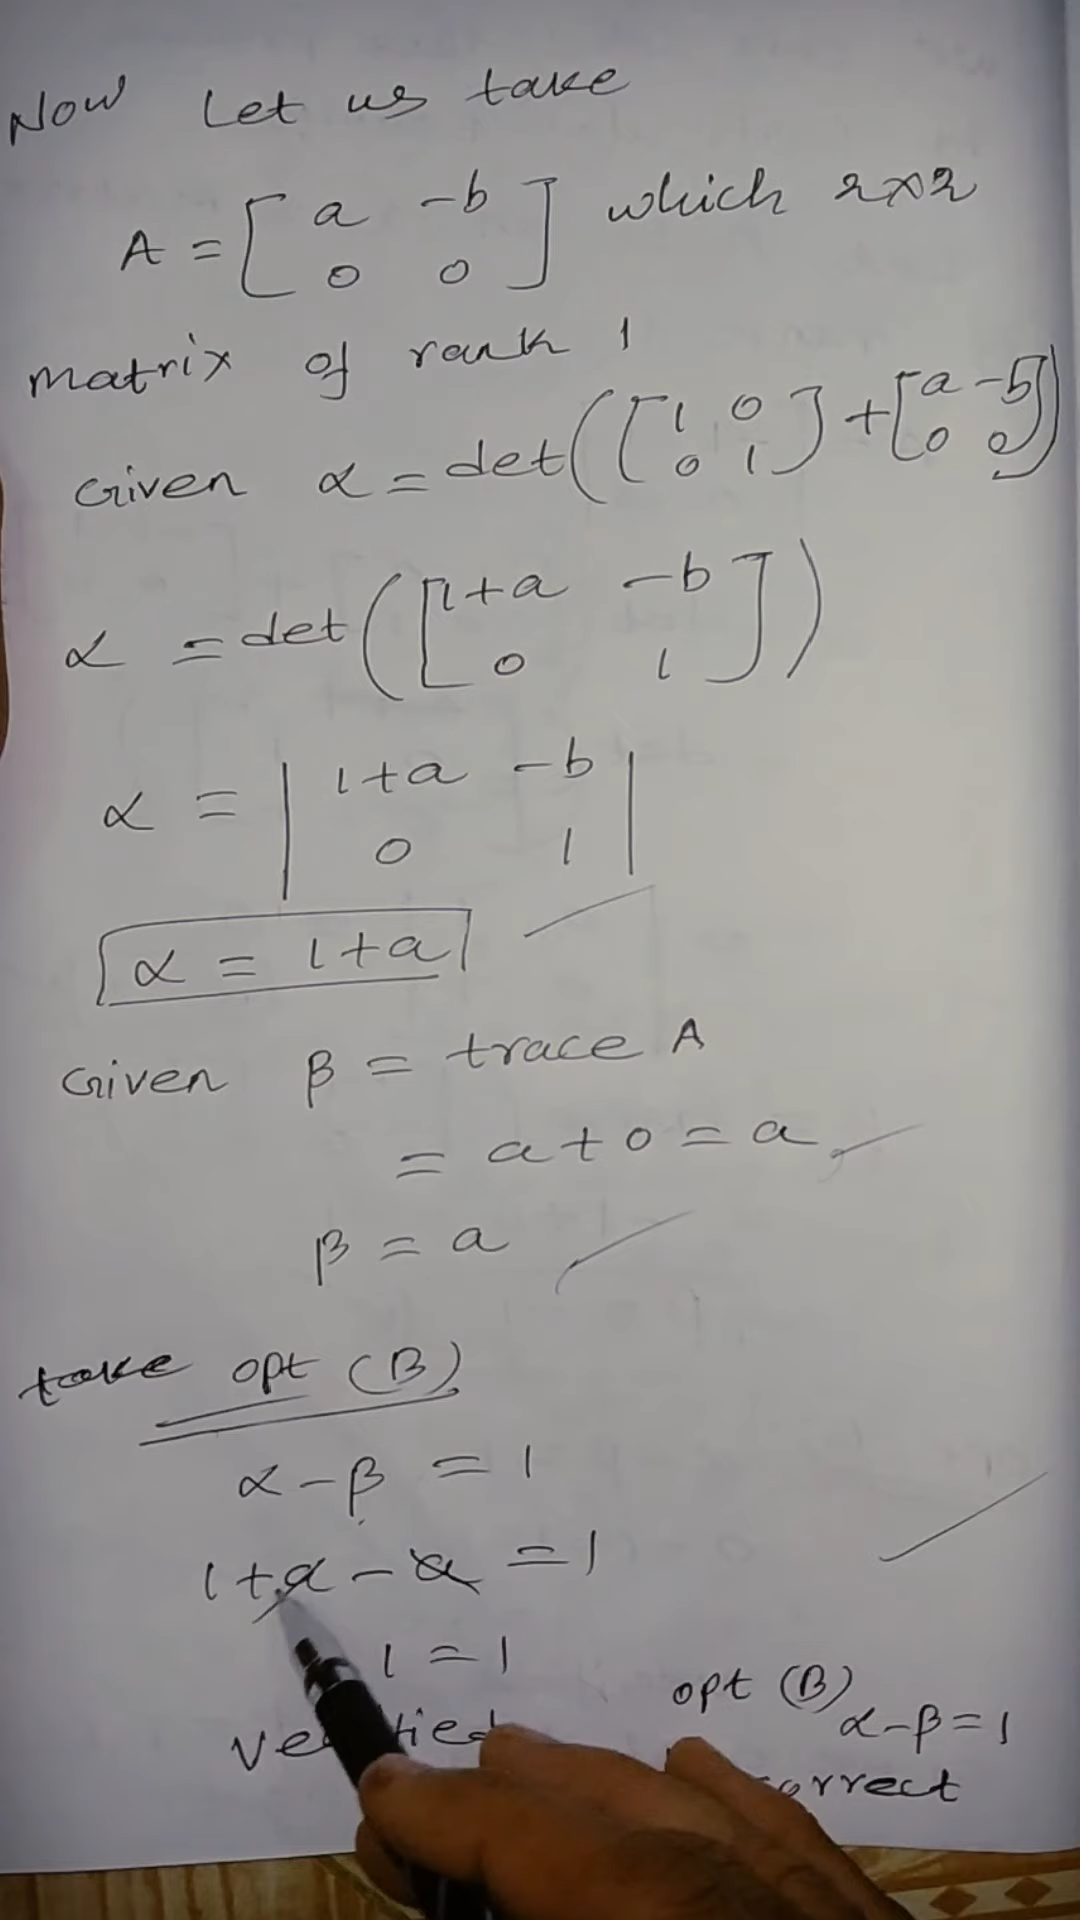 Now Let us take
A = [ a -b ; 0 0 ] which 2×2
matrix of rank 1
Given α = det([ 1 0 ; 0 1 ] + [ a -b ; 0 0 ])
α = det([ 1+a -b ; 0 1 ])
α = | 1+a -b ; 0 1 |
α = 1+a
Given β = trace A
= a + 0 = a
β = a
take opt (B)
α - β = 1
1 + a - a = 1
1 = 1
opt (B)
α - β = 1